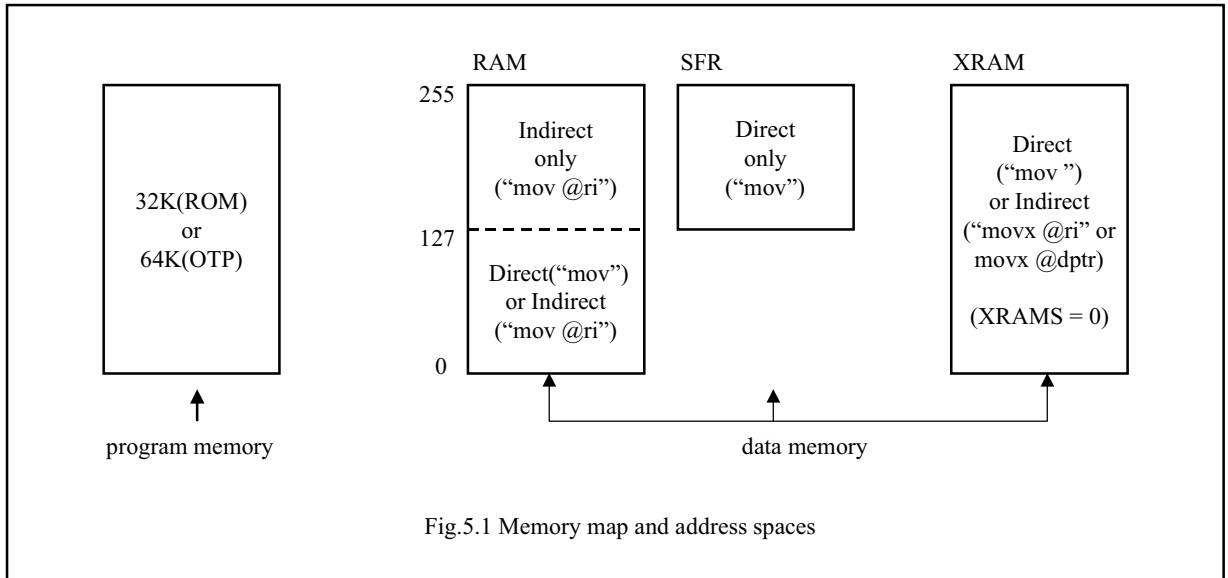 RAM
SFR
XRAM
255
127
0
32K(ROM)
or
64K(OTP)
Indirect
only
(“mov @ri”)
Direct(“mov”)
or Indirect
(“mov @ri”)
Direct
only
(“mov”)
Direct
(“mov ”)
or Indirect
(“movx @ri” or
movx @dptr)
(XRAMS = 0)
program memory
data memory
Fig.5.1 Memory map and address spaces